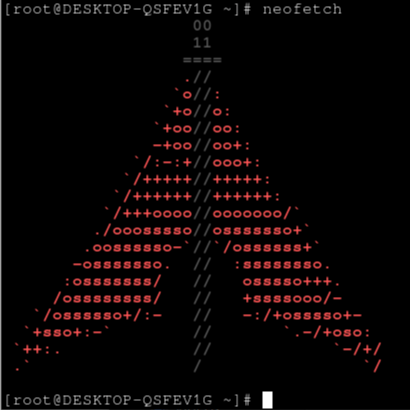 [root@DESKTOP-QSFEV1G ~]# neofetch
00
11
====
.//
`o//:
`+o//o:
`+oo//oo:
-+oo//oo+:
`/:-:+//ooo+:
`/+++++//+++++:
`/++++++//++++++:
`/+++oooo//ooooooo/`
./ooosssso//osssssso+`
.oossssso-`//`/ossssss+`
-osssssso.  //  :ssssssso.
:osssssss/   //   osssso+++.
/ossssssss/   //   +ssssooo/-
`/ossssso+/:-   //   -:/+osssso+-
`+sso+:-`        //       `.-/+oso:
`++:.             //            `-/+/
.`                /                `/
[root@DESKTOP-QSFEV1G ~]#